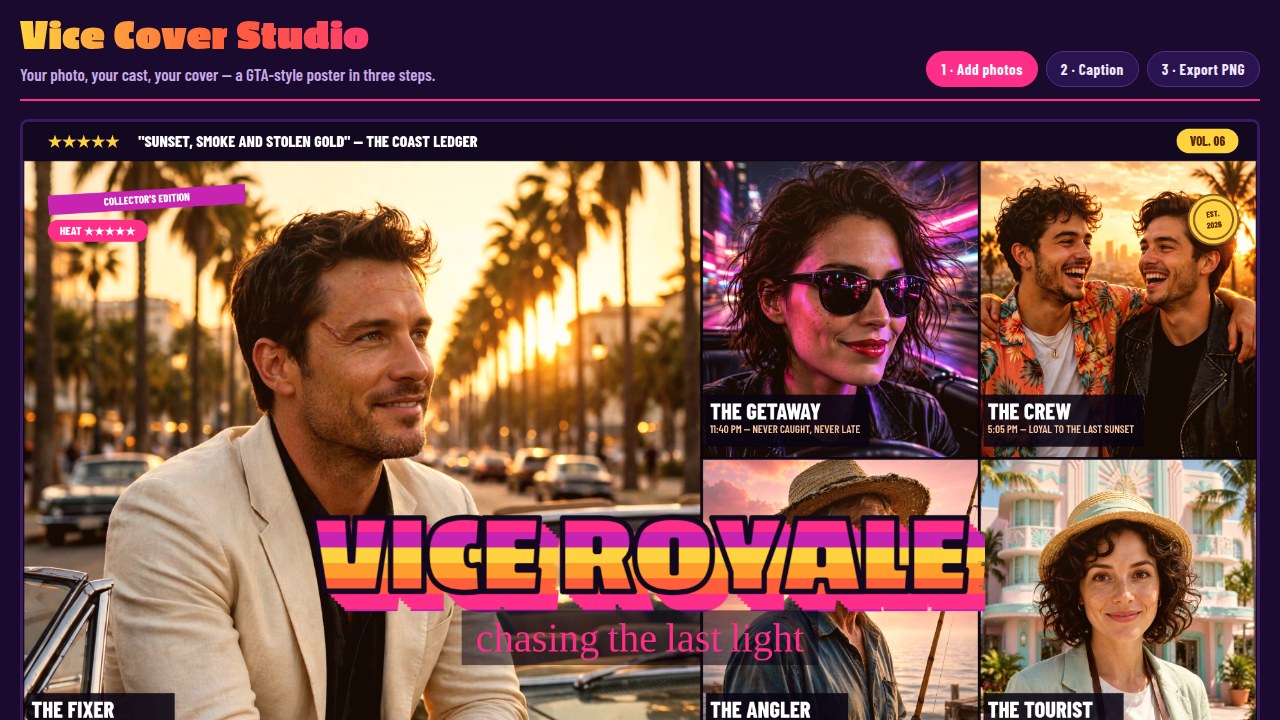 Vice Cover Studio
Your photo, your cast, your cover — a GTA-style poster in three steps.
1 · Add photos
2 · Caption
3 · Export PNG
★★★★★ "SUNSET, SMOKE AND STOLEN GOLD" — THE COAST LEDGER
VOL. 06
COLLECTOR'S EDITION
HEAT ★★★★★
EST.
2026
THE GETAWAY
11:40 PM — NEVER CAUGHT, NEVER LATE
THE CREW
5:05 PM — LOYAL TO THE LAST SUNSET
VICE ROYALE
chasing the last light
THE FIXER
THE ANGLER
THE TOURIST